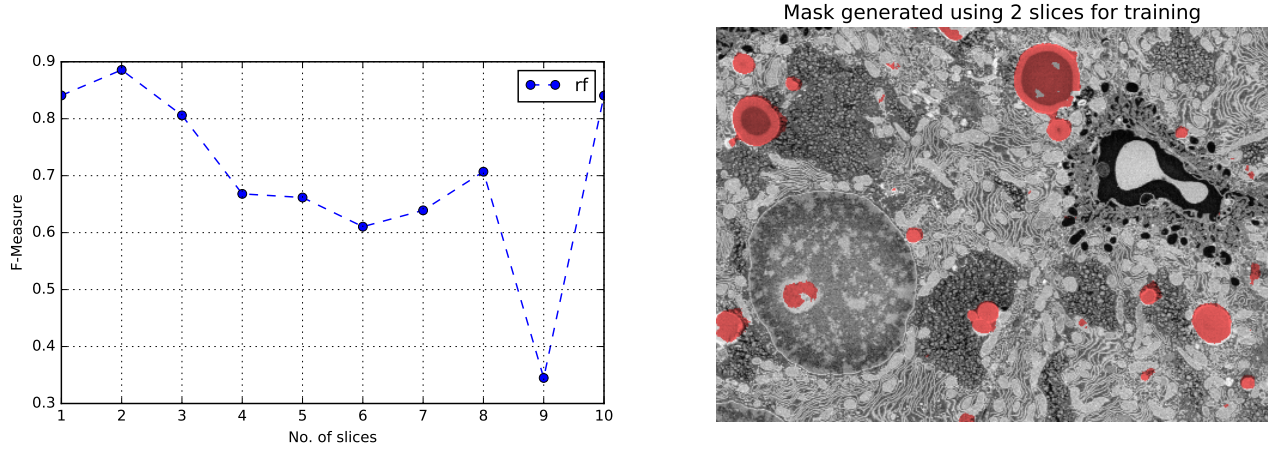 Mask generated using 2 slices for training
0.9
0.8
0.7
0.6
0.5
0.4
0.3
F-Measure
rf
1 2 3 4 5 6 7 8 9 10
No. of slices